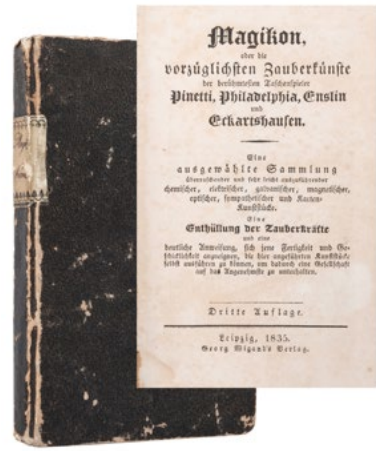 Magikon,
oder die
vorzüglichsten Zauberkünste
der berühmtesten Taschenspieler
Pinetti, Philadelphia, Enslin
und
Eckartshausen.
Eine
ausgewählte Sammlung
überraschender und sehr leicht auszuführender
chemischer, elektrischer, galvanischer, magnetischer,
optischer, sympathetischer und Karten-
Kunststücke.
Eine
Enthüllung der Zauberkräfte
und eine
deutliche Anweisung, sich jene Fertigkeit und Ge-
schicklichkeit anzueignen, die hier angeführten Kunststücke
selbst ausführen zu können, um dadurch eine Gesellschaft
auf das Angenehmste zu unterhalten.
Dritte Auflage.
Leipzig, 1835.
Georg Wigand's Verlag.